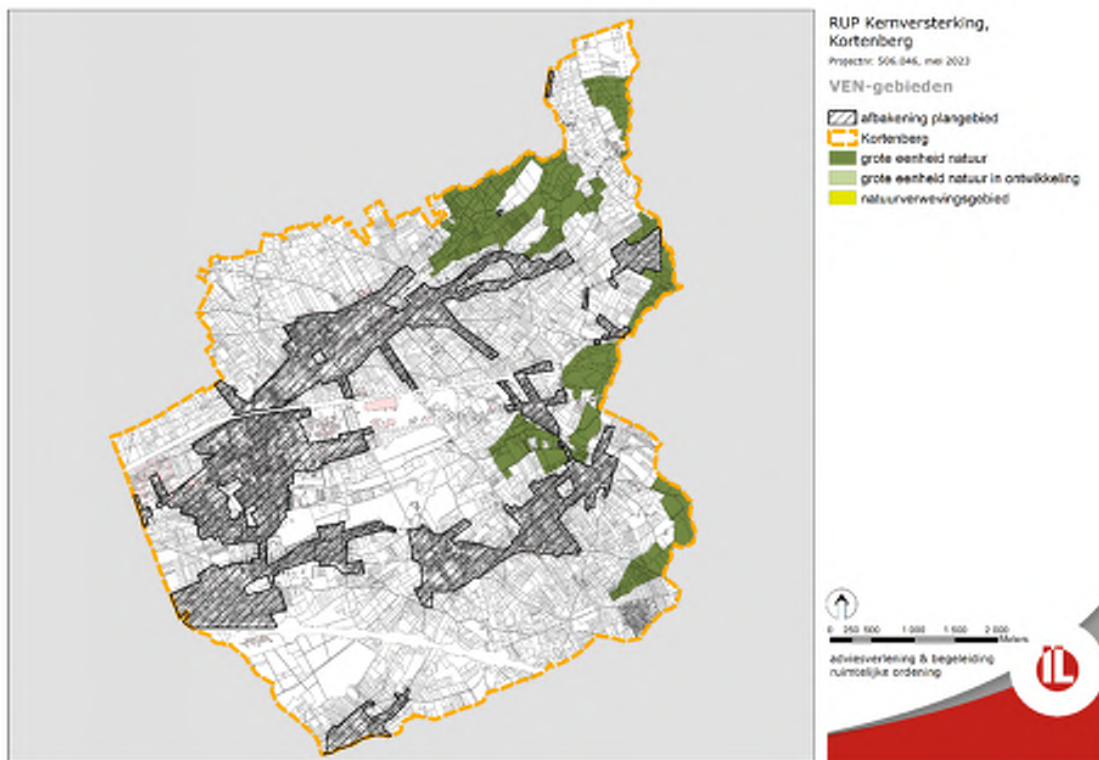 RUP Kernversterking,
Kortenberg
Projectnr. 506.046, mei 2023
VEN-gebieden
afbakening plangebied
Kortenberg
grote eenheid natuur
grote eenheid natuur in ontwikkeling
natuurverwevingsgebied
0 250 500 1 000 1 500 2 000
Meters
adviesverlening & begeleiding
ruimtelijke ordening
IL